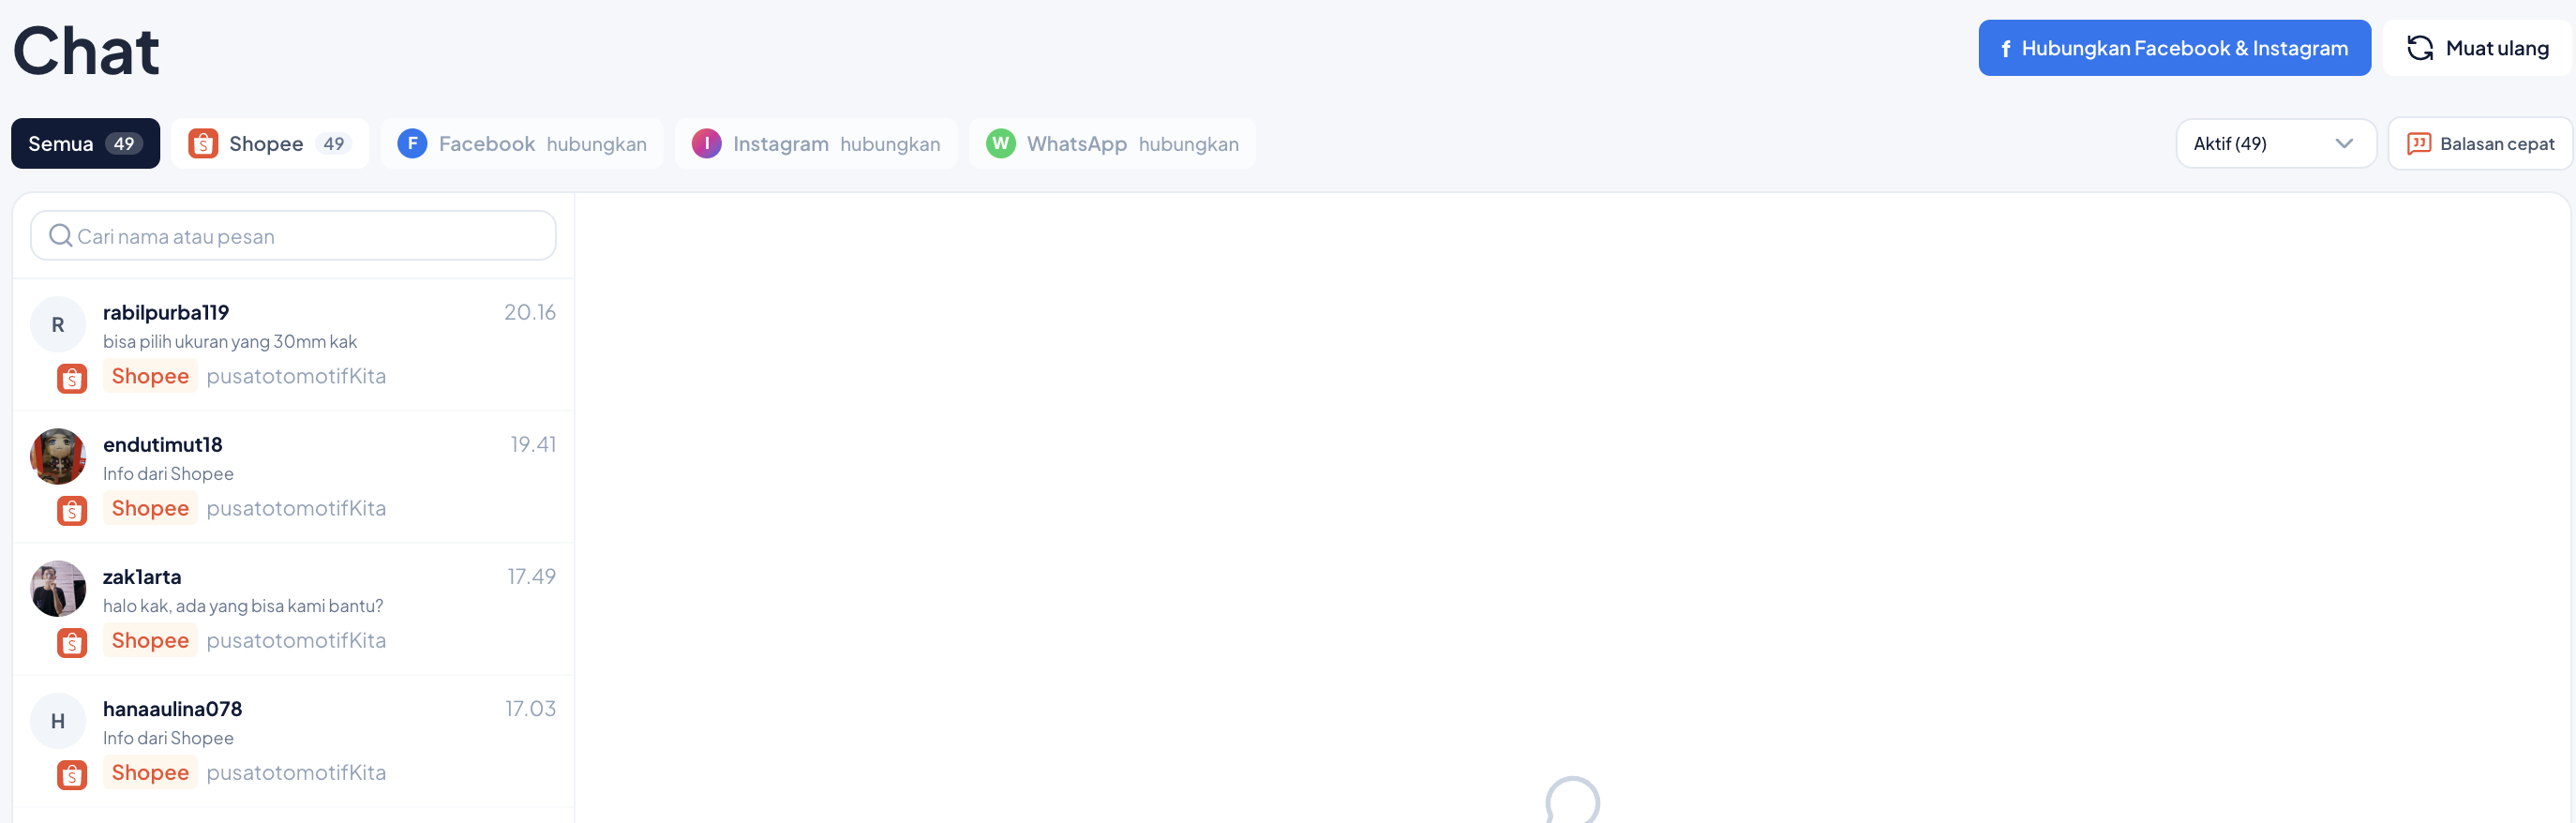 Chat
f Hubungkan Facebook & Instagram
Muat ulang
Semua 49
S Shopee 49
F Facebook hubungkan
I Instagram hubungkan
W WhatsApp hubungkan
Aktif (49)
Balasan cepat
Cari nama atau pesan
R
rabilpurba119 20.16
bisa pilih ukuran yang 30mm kak
S Shopee pusatotomotifKita
endutimut18 19.41
Info dari Shopee
S Shopee pusatotomotifKita
zak1arta 17.49
halo kak, ada yang bisa kami bantu?
S Shopee pusatotomotifKita
H
hanaaulina078 17.03
Info dari Shopee
S Shopee pusatotomotifKita